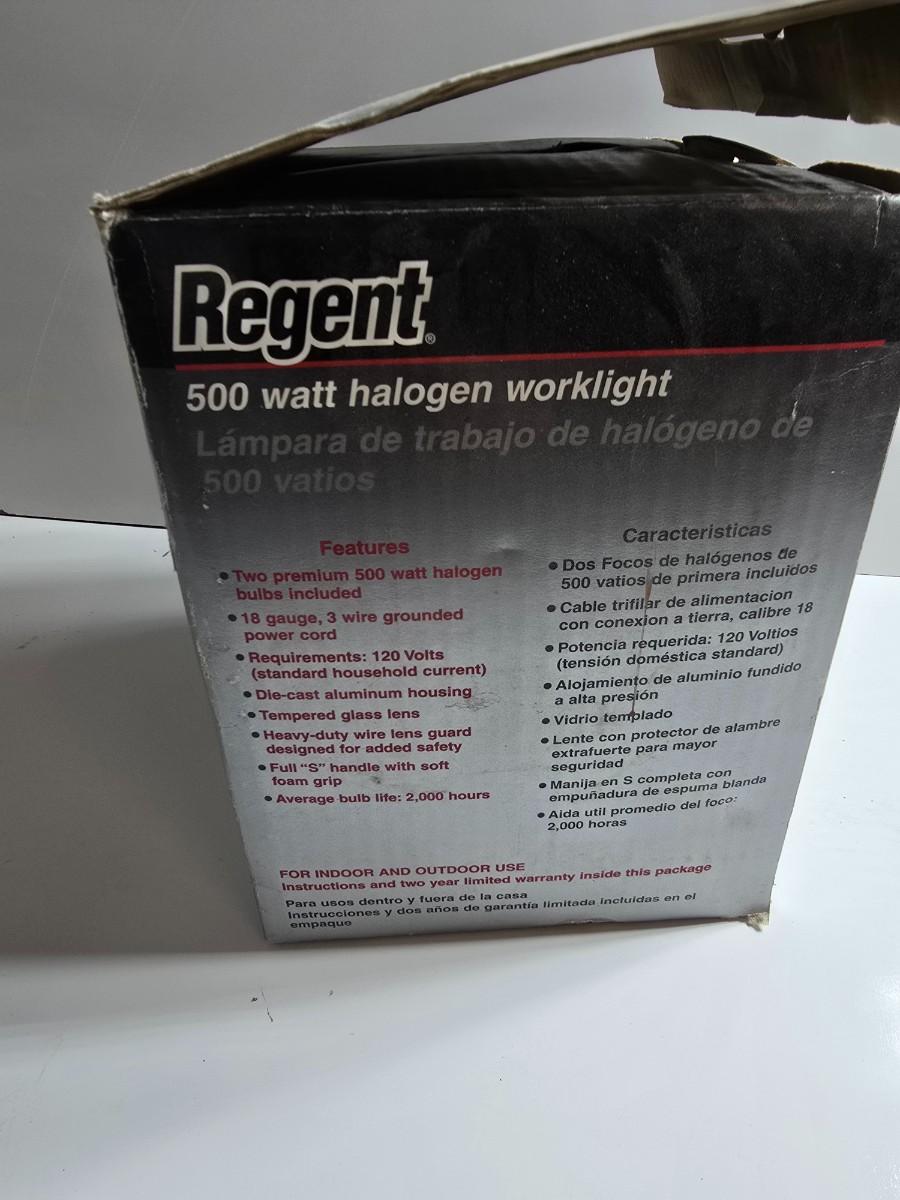 Regent®
500 watt halogen worklight
Lámpara de trabajo de halógeno de
500 vatios
Features
• Two premium 500 watt halogen
bulbs included
• 18 gauge, 3 wire grounded
power cord
• Requirements: 120 Volts
(standard household current)
• Die-cast aluminum housing
• Tempered glass lens
• Heavy-duty wire lens guard
designed for added safety
• Full “S” handle with soft
foam grip
• Average bulb life: 2,000 hours
Caracteristicas
• Dos Focos de halógenos de
500 vatios de primera incluidos
• Cable trifilar de alimentacion
con conexion a tierra, calibre 18
• Potencia requerida: 120 Voltios
(tensión doméstica standard)
• Alojamiento de aluminio fundido
a alta presión
• Vidrio templado
• Lente con protector de alambre
extrafuerte para mayor
seguridad
• Manija en S completa con
empuñadura de espuma blanda
• Aida util promedio del foco:
2,000 horas
FOR INDOOR AND OUTDOOR USE
Instructions and two year limited warranty inside this package
Para usos dentro y fuera de la casa
Instrucciones y dos años de garantía limitada incluidas en el
empaque